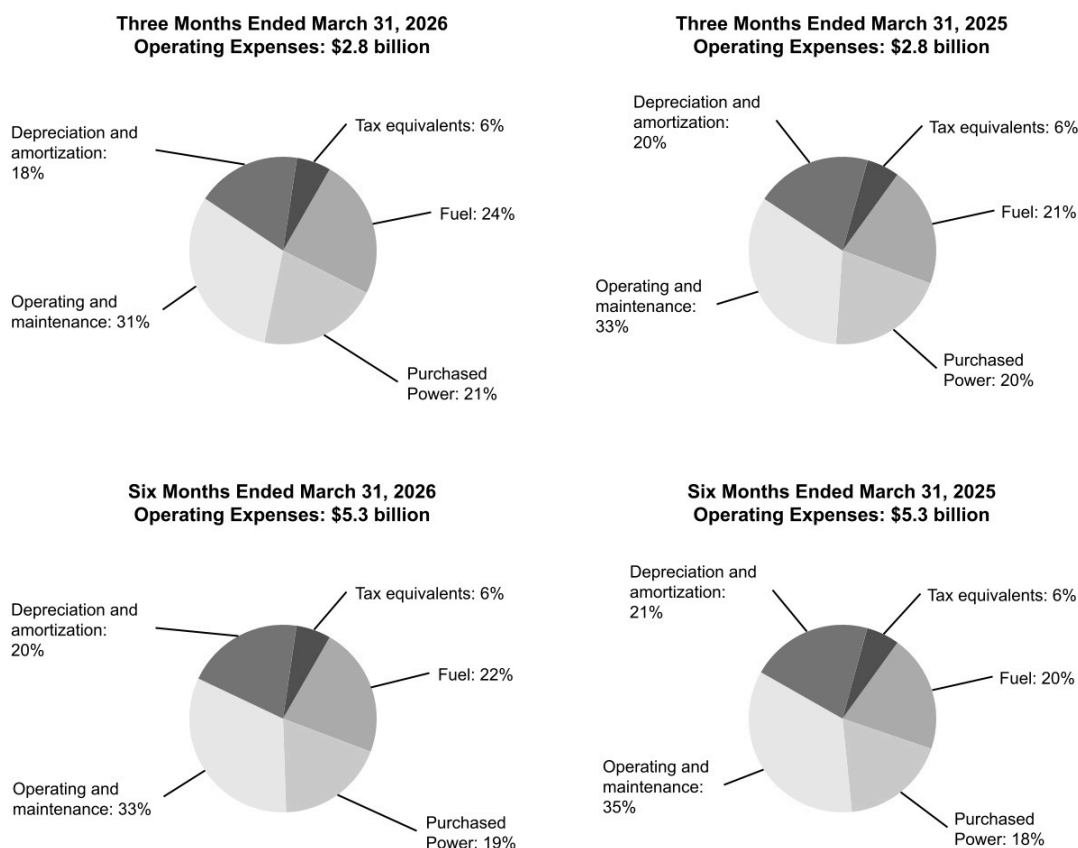 Three Months Ended March 31, 2026
Operating Expenses: $2.8 billion
Depreciation and
amortization:
18%
Tax equivalents: 6%
Fuel: 24%
Operating and
maintenance: 31%
Purchased
Power: 21%
Three Months Ended March 31, 2025
Operating Expenses: $2.8 billion
Depreciation and
amortization:
20%
Tax equivalents: 6%
Fuel: 21%
Operating and
maintenance:
33%
Purchased
Power: 20%
Six Months Ended March 31, 2026
Operating Expenses: $5.3 billion
Depreciation and
amortization:
20%
Tax equivalents: 6%
Fuel: 22%
Operating and
maintenance: 33%
Purchased
Power: 19%
Six Months Ended March 31, 2025
Operating Expenses: $5.3 billion
Depreciation and
amortization:
21%
Tax equivalents: 6%
Fuel: 20%
Operating and
maintenance:
35%
Purchased
Power: 18%